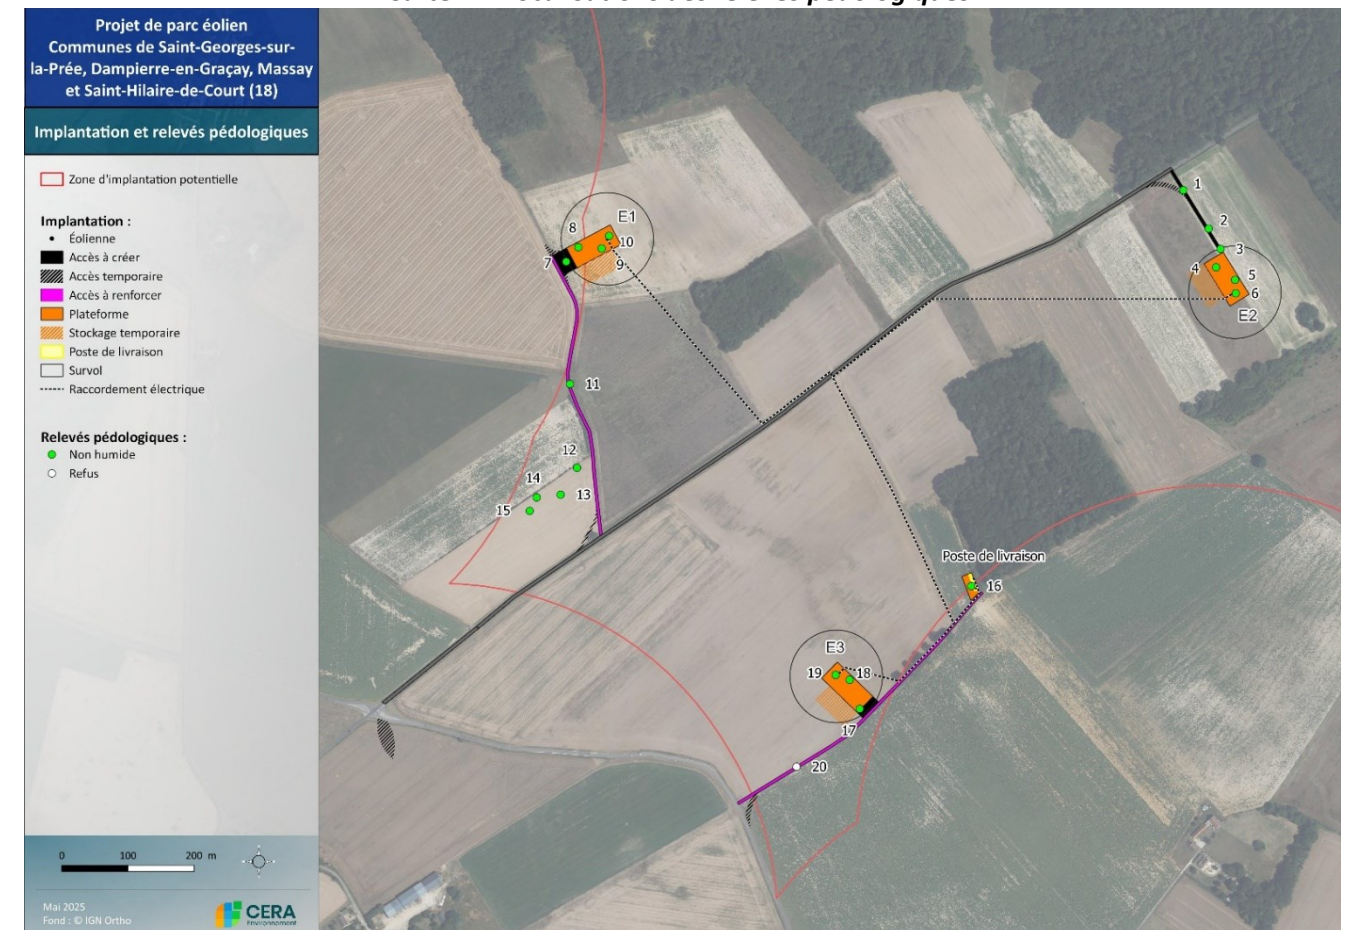 Projet de parc éolien
Communes de Saint-Georges-sur-
la-Prée, Dampierre-en-Graçay, Massay
et Saint-Hilaire-de-Court (18)
Implantation et relevés pédologiques
Zone d'implantation potentielle
Implantation :
Éolienne
Accès à créer
Accès temporaire
Accès à renforcer
Plateforme
Stockage temporaire
Poste de livraison
Survol
Raccordement électrique
Relevés pédologiques :
Non humide
Refus
0 100 200 m
Mai 2025
Fond : © IGN Ortho
CERA
Environnement
1
2
3
4
5
6
E2
E1
8
10
7
9
11
12
14
13
15
Poste de livraison
16
E3
19
18
17
20